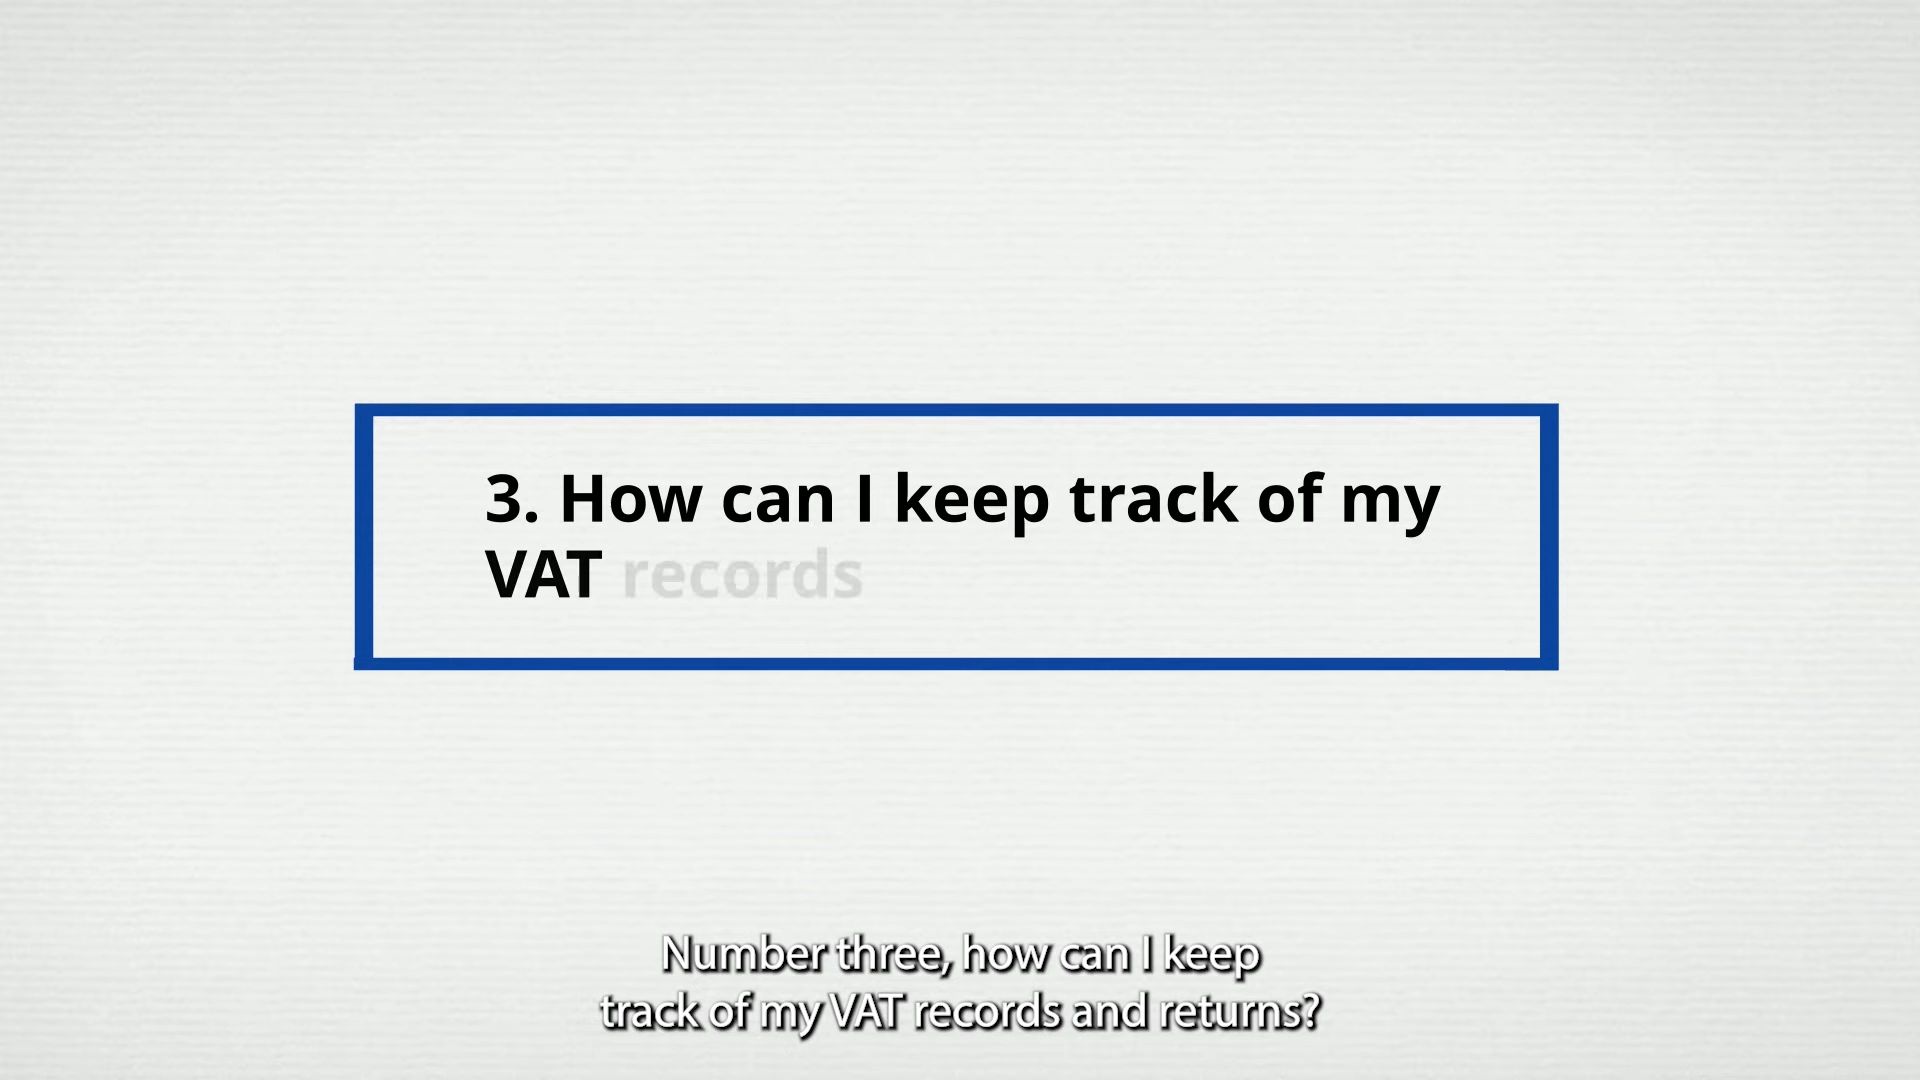 3. How can I keep track of my
VAT records
Number three, how can I keep
track of my VAT records and returns?